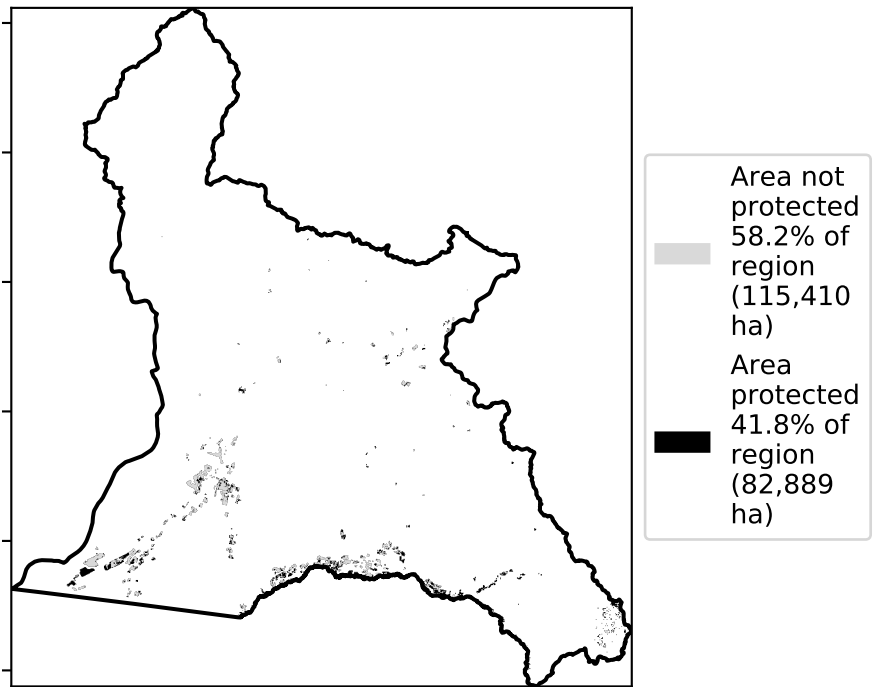 Area not
protected
58.2% of
region
(115,410
ha)
Area
protected
41.8% of
region
(82,889
ha)